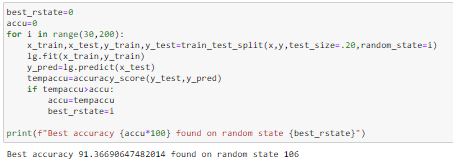 best_rstate=0
accu=0
for i in range(30,200):
    x_train,x_test,y_train,y_test=train_test_split(x,y,test_size=.20,random_state=i)
    lg.fit(x_train,y_train)
    y_pred=lg.predict(x_test)
    tempaccu=accuracy_score(y_test,y_pred)
    if tempaccu>accu:
        accu=tempaccu
        best_rstate=i
print(f"Best accuracy {accu*100} found on random state {best_rstate}")
Best accuracy 91.36690647482014 found on random state 106